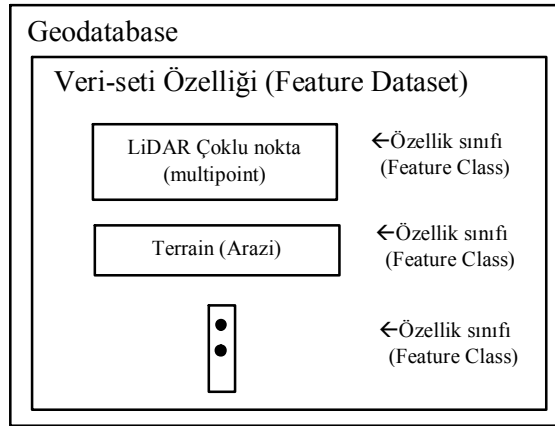 Geodatabase
Veri-seti Özelliği (Feature Dataset)
LiDAR Çoklu nokta
(multipoint)
←Özellik sınıfı
(Feature Class)
Terrain (Arazi)
←Özellik sınıfı
(Feature Class)
←Özellik sınıfı
(Feature Class)